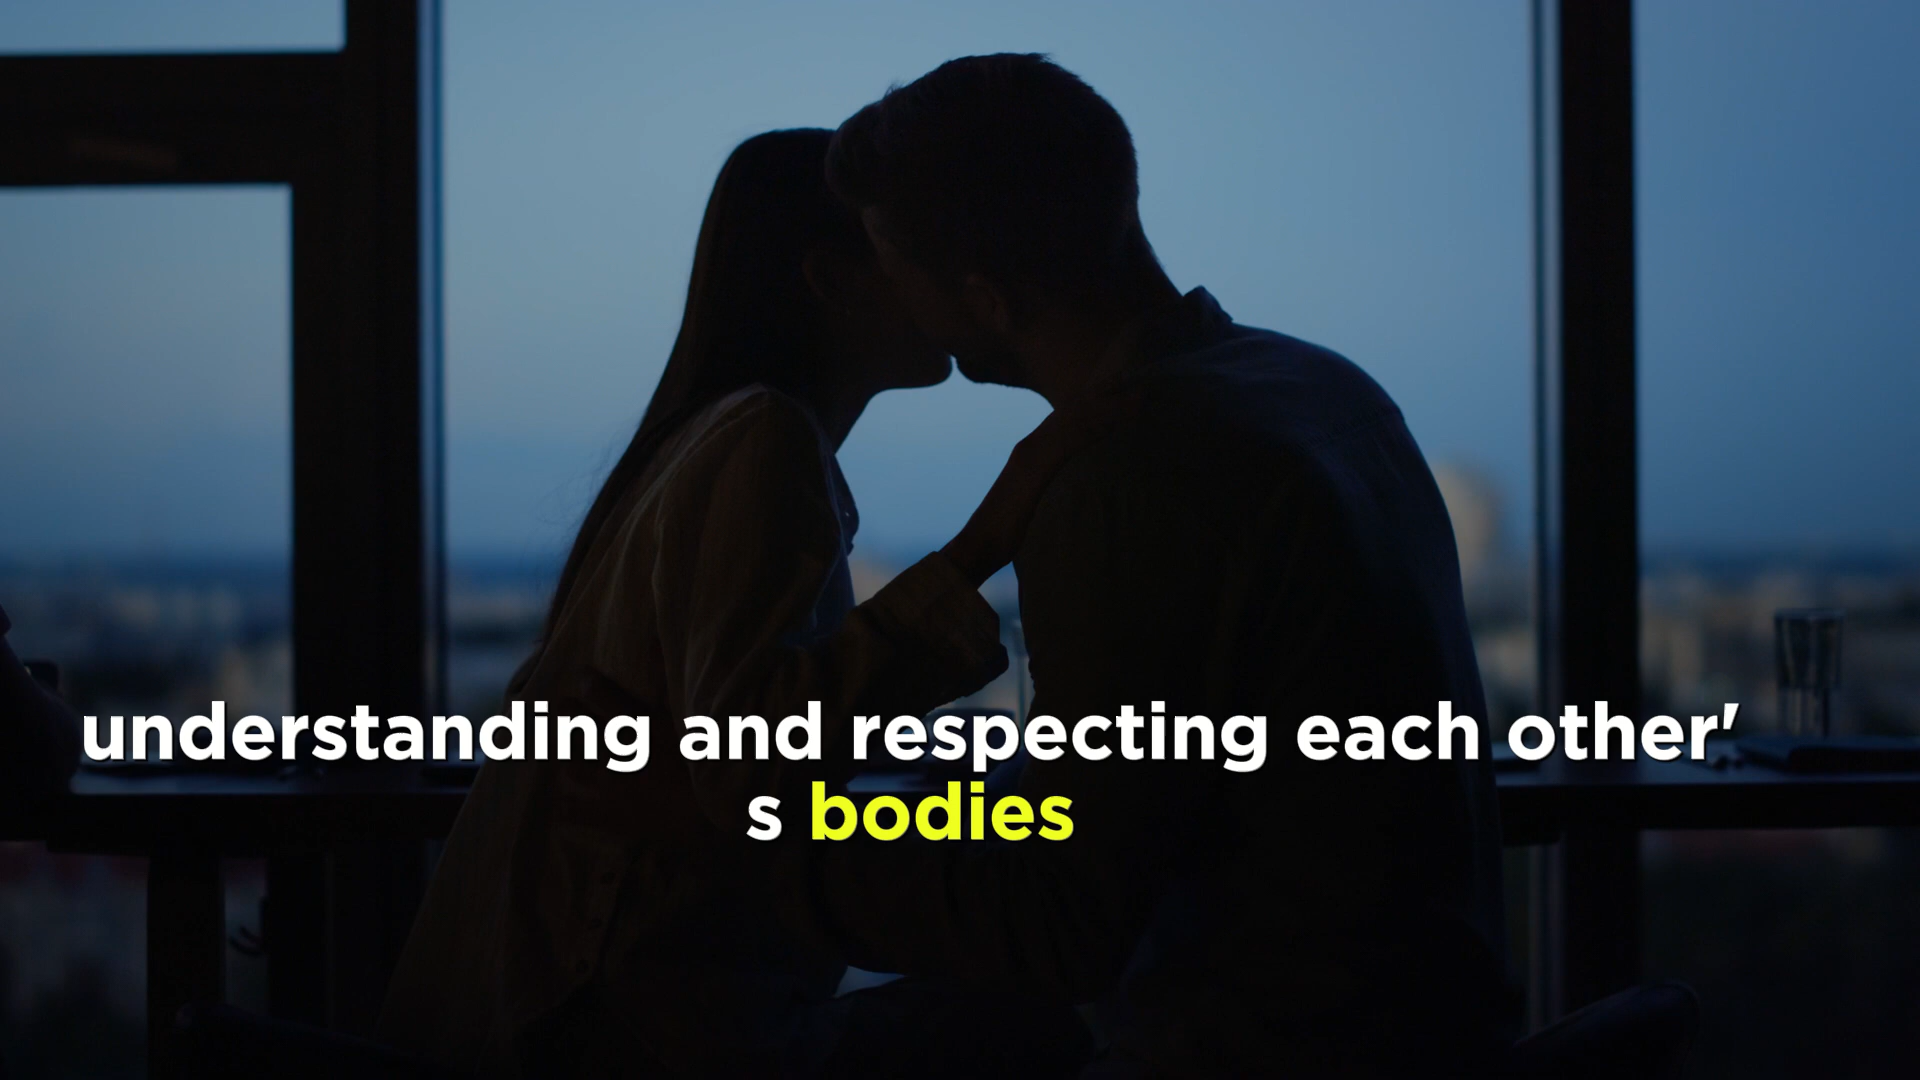 understanding and respecting each other'
s bodies